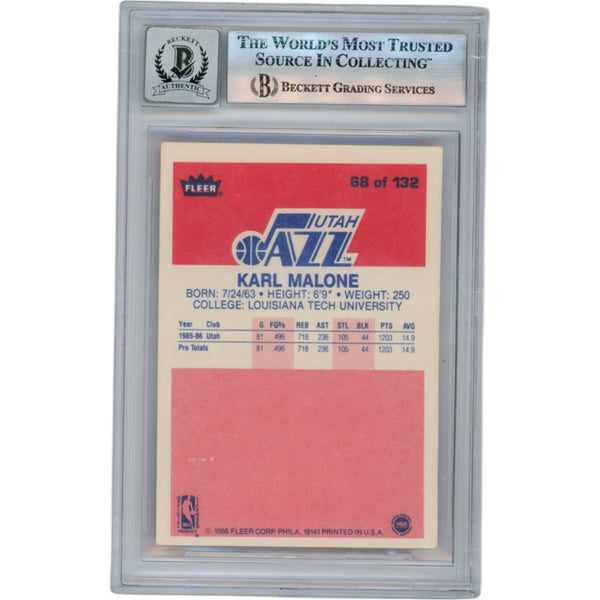 BECKETT
B
AUTHENTIC
THE WORLD'S MOST TRUSTED
SOURCE IN COLLECTING™
B BECKETT GRADING SERVICES
FLEER®
68 of 132
UTAH
JAZZ™
KARL MALONE
BORN: 7/24/63 • HEIGHT: 6'9" • WEIGHT: 250
COLLEGE: LOUISIANA TECH UNIVERSITY
Year Club G FG% REB AST STL BLK PTS AVG
1985-86 Utah 81 .496 718 236 105 44 1203 14.9
Pro Totals 81 .496 718 236 105 44 1203 14.9
NBA
PRODUCT
© 1986 FLEER CORP. PHILA., 19141 PRINTED IN U.S.A.